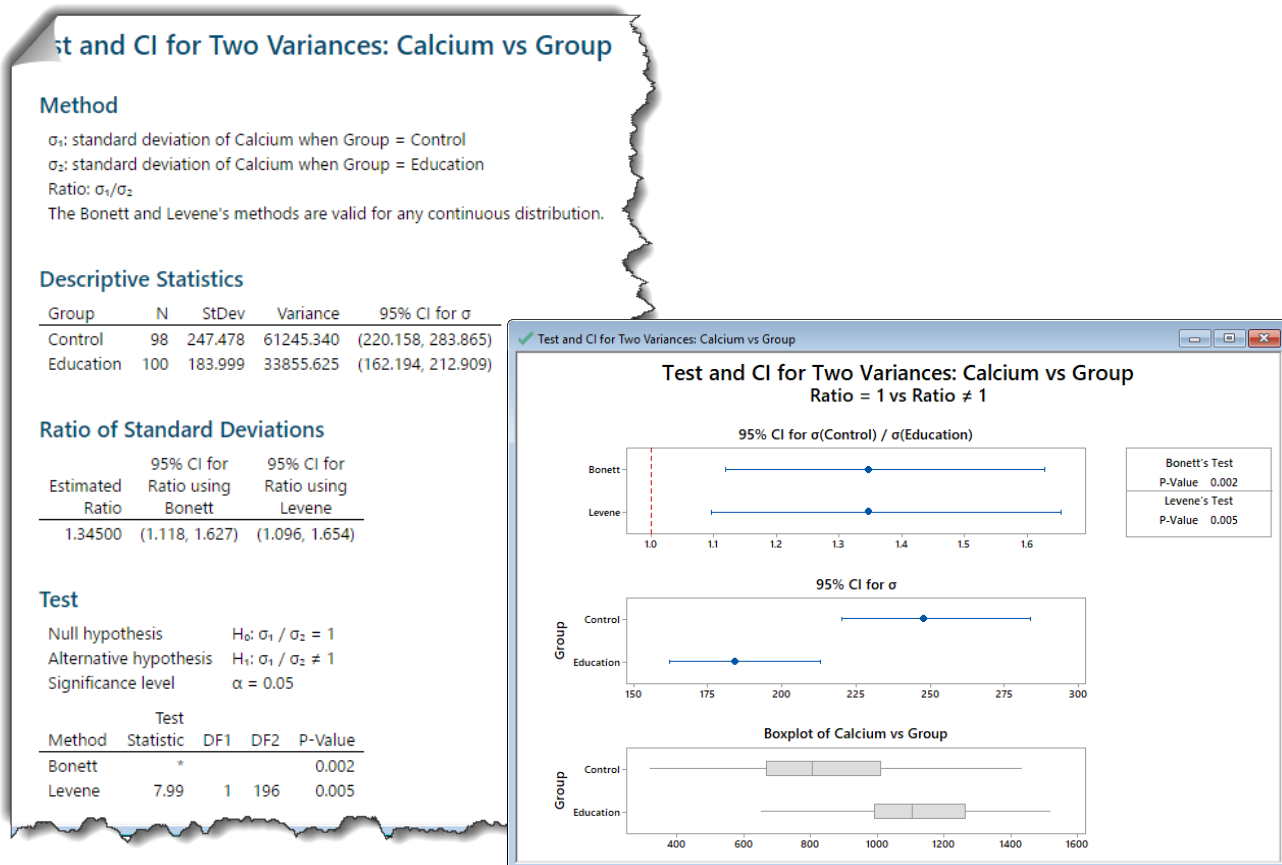 st and CI for Two Variances: Calcium vs Group
Method
σ₁: standard deviation of Calcium when Group = Control
σ₂: standard deviation of Calcium when Group = Education
Ratio: σ₁/σ₂
The Bonett and Levene's methods are valid for any continuous distribution.
Descriptive Statistics
Group N StDev Variance 95% CI for σ
Control 98 247.478 61245.340 (220.158, 283.865)
Education 100 183.999 33855.625 (162.194, 212.909)
Ratio of Standard Deviations
95% CI for 95% CI for
Estimated Ratio using Ratio using
Ratio Bonett Levene
1.34500 (1.118, 1.627) (1.096, 1.654)
Test
Null hypothesis H₀: σ₁ / σ₂ = 1
Alternative hypothesis H₁: σ₁ / σ₂ ≠ 1
Significance level α = 0.05
Test
Method Statistic DF1 DF2 P-Value
Bonett * 0.002
Levene 7.99 1 196 0.005
Test and CI for Two Variances: Calcium vs Group
Test and CI for Two Variances: Calcium vs Group
Ratio = 1 vs Ratio ≠ 1
95% CI for σ(Control) / σ(Education)
Bonett
Levene
1.0 1.1 1.2 1.3 1.4 1.5 1.6
Bonett's Test
P-Value 0.002
Levene's Test
P-Value 0.005
95% CI for σ
Group
Control
Education
150 175 200 225 250 275 300
Boxplot of Calcium vs Group
Group
Control
Education
400 600 800 1000 1200 1400 1600